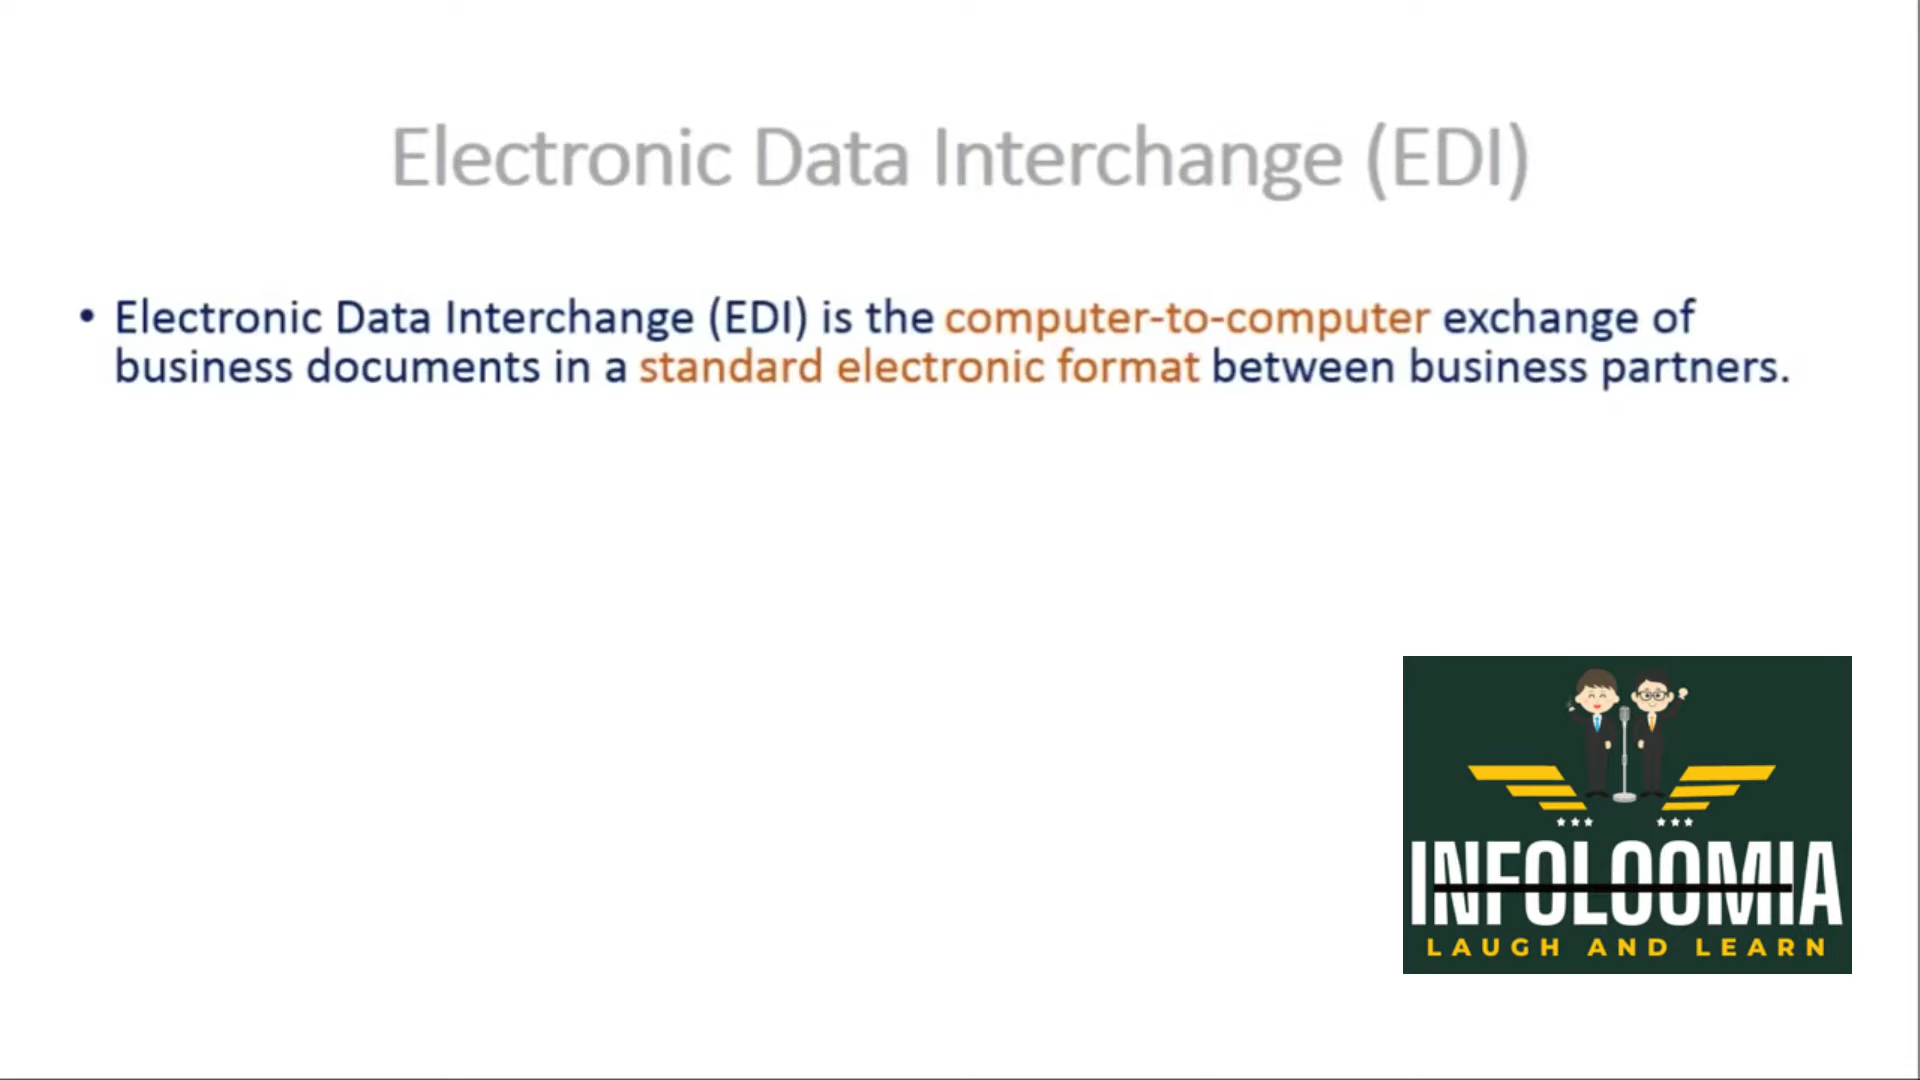 Electronic Data Interchange (EDI)
• Electronic Data Interchange (EDI) is the computer-to-computer exchange of
business documents in a standard electronic format between business partners.
INFOLOOMIA
LAUGH AND LEARN